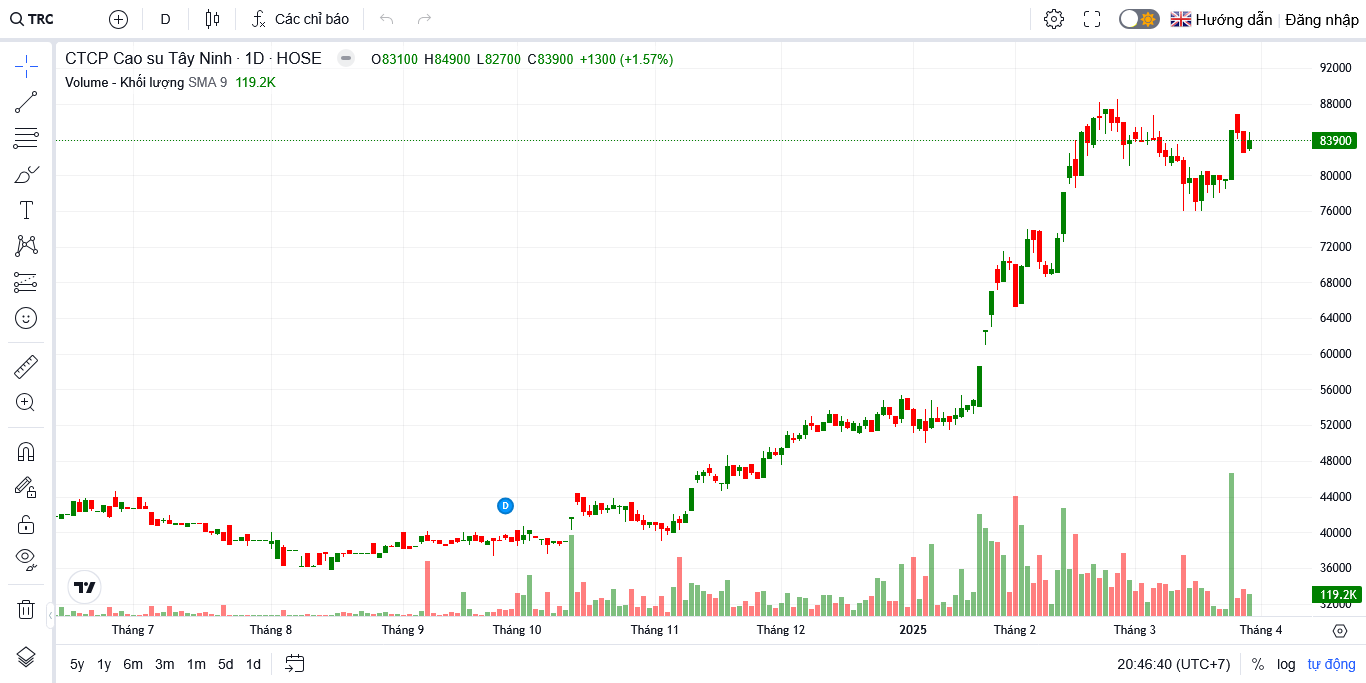 TRC D Các chỉ báo Hướng dẫn Đăng nhập
CTCP Cao su Tây Ninh · 1D · HOSE O83100 H84900 L82700 C83900 +1300 (+1.57%)
Volume - Khối lượng SMA 9 119.2K
92000
88000
83900
80000
76000
72000
68000
64000
60000
56000
52000
48000
44000
40000
36000
119.2K
32000
D
Tháng 7 Tháng 8 Tháng 9 Tháng 10 Tháng 11 Tháng 12 2025 Tháng 2 Tháng 3 Tháng 4
5y 1y 6m 3m 1m 5d 1d 20:46:40 (UTC+7) % log tự động